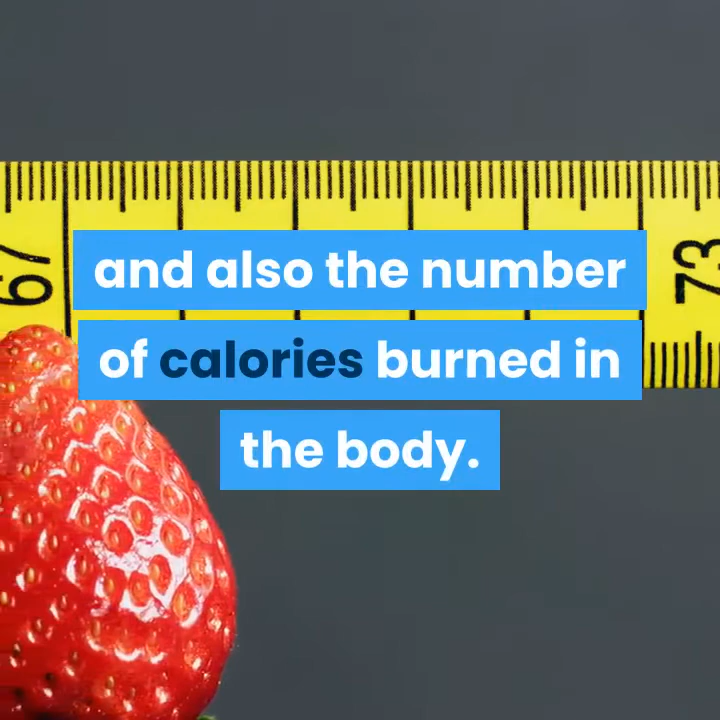 67
73
and also the number
of calories burned in
the body.